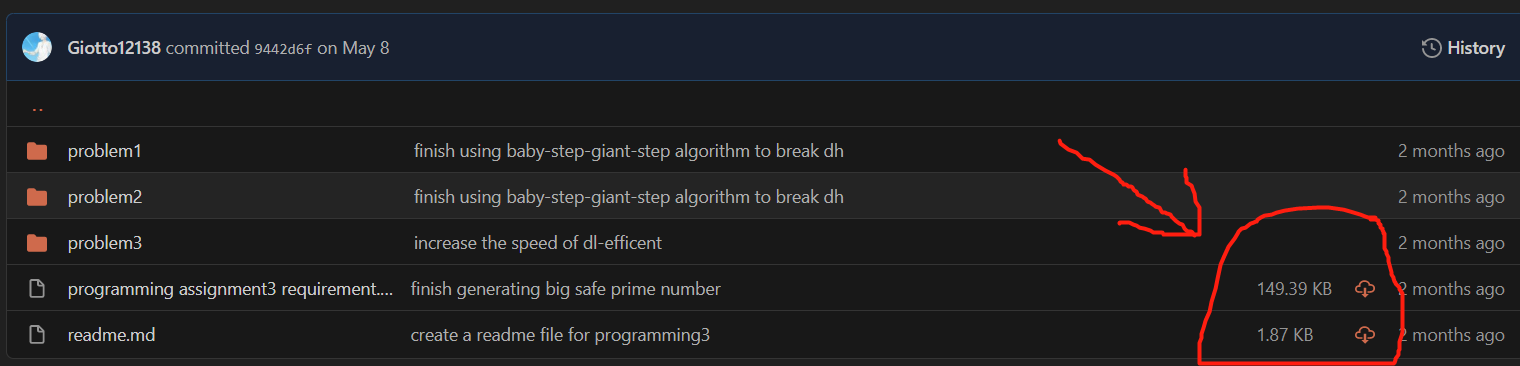 Giotto12138 committed 9442d6f on May 8 History
..
problem1 finish using baby-step-giant-step algorithm to break dh 2 months ago
problem2 finish using baby-step-giant-step algorithm to break dh 2 months ago
problem3 increase the speed of dl-efficent 2 months ago
programming assignment3 requirement.... finish generating big safe prime number 149.39 KB 2 months ago
readme.md create a readme file for programming3 1.87 KB 2 months ago